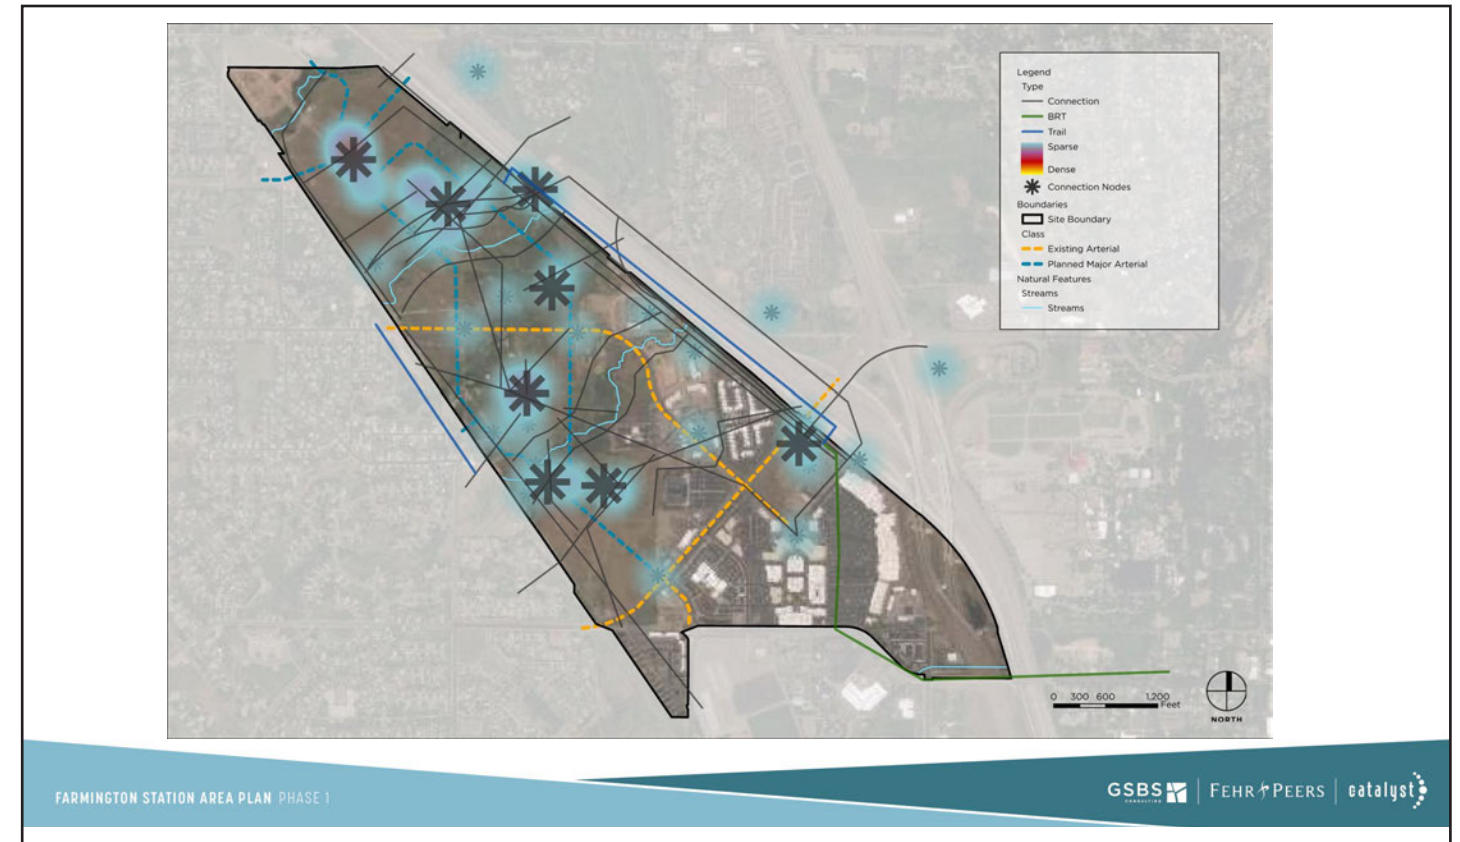 Legend
Type
Connection
BRT
Trail
Sparse
Dense
Connection Nodes
Boundaries
Site Boundary
Class
Existing Arterial
Planned Major Arterial
Natural Features
Streams
Streams
0 300 600 1,200
Feet
NORTH
FARMINGTON STATION AREA PLAN PHASE 1
GSBS
CONSULTING
FEHR PEERS
catalyst